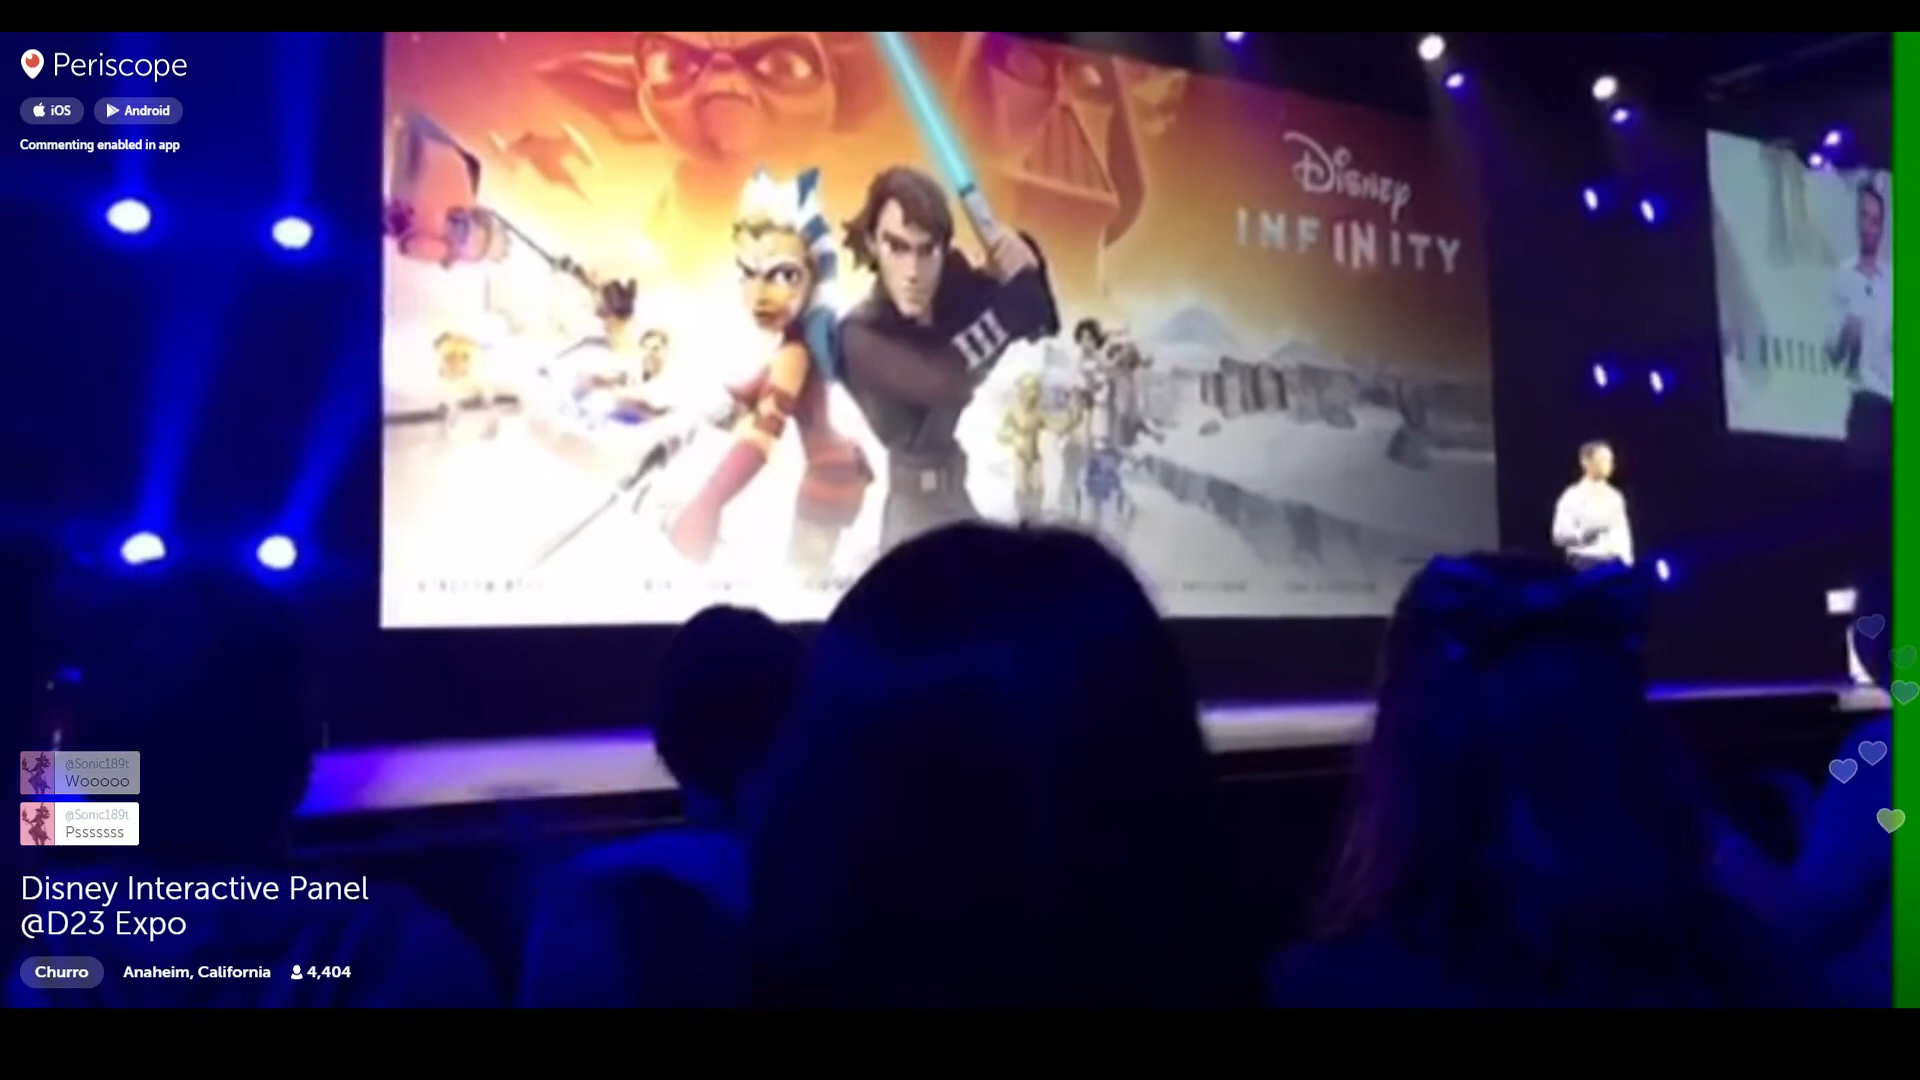 Periscope
iOS
Android
Commenting enabled in app
Disney
INFINITY
@Sonic189t
Wooooo
@Sonic189t
Psssssss
Disney Interactive Panel
@D23 Expo
Churro
Anaheim, California
4,404